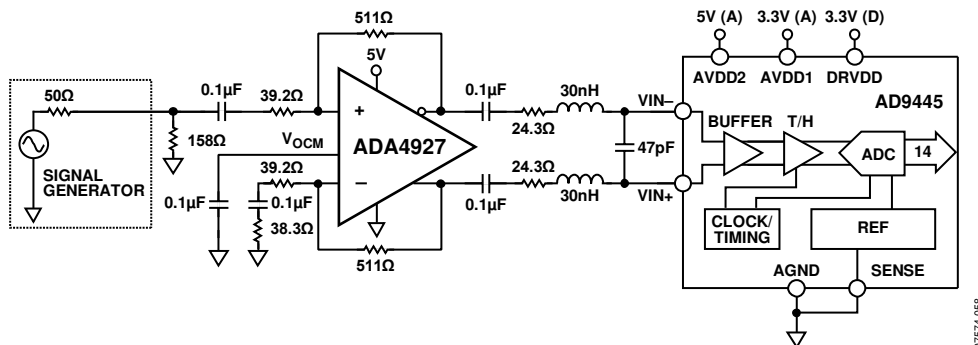 511Ω
5V (A) 3.3V (A) 3.3V (D)
5V
AVDD2 AVDD1 DRVDD
50Ω
0.1µF 39.2Ω
0.1µF
30nH
VIN–
AD9445
BUFFER T/H
158Ω
VOCM
+
ADA4927
24.3Ω
47pF
ADC
14
SIGNAL
GENERATOR
39.2Ω
–
24.3Ω
0.1µF
0.1µF
38.3Ω
0.1µF
30nH
VIN+
CLOCK/
TIMING
REF
511Ω
AGND SENSE
07574-058